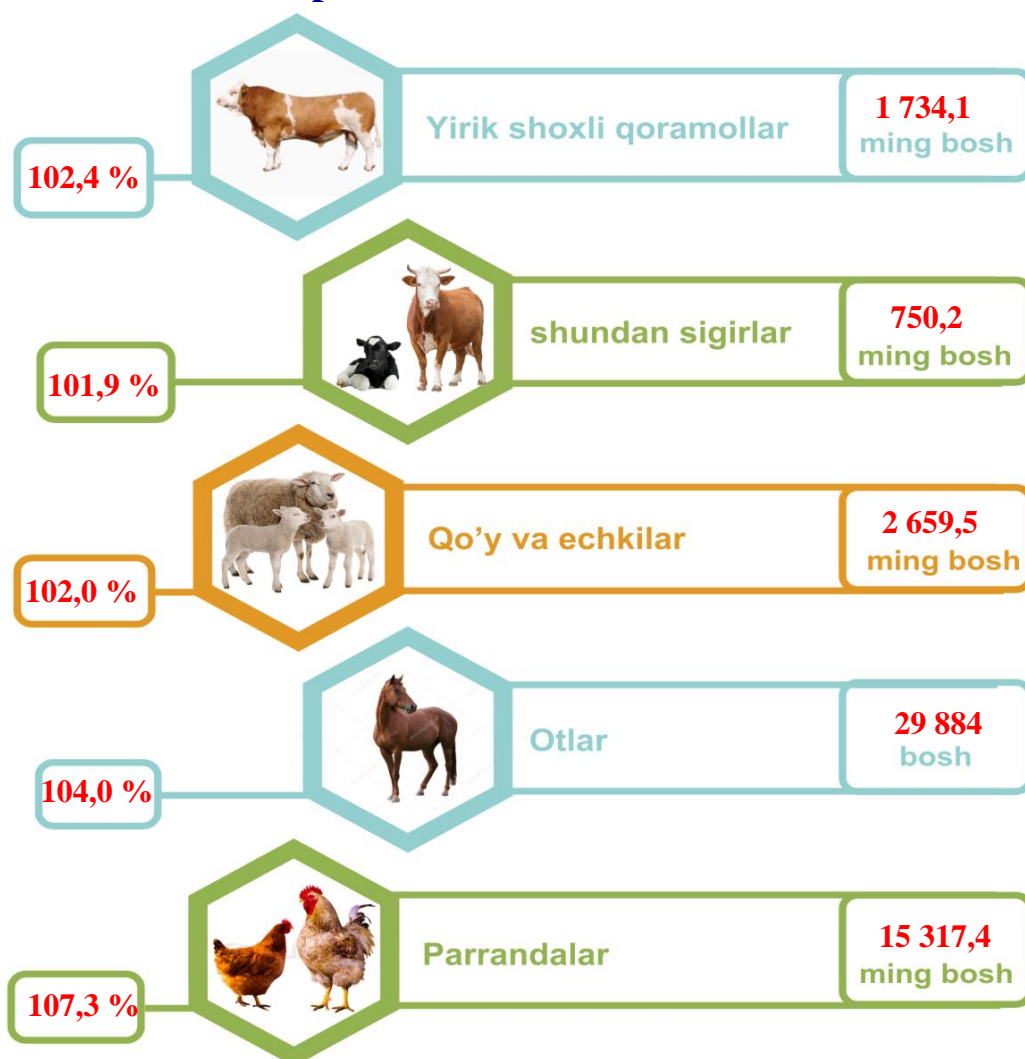 Yirik shoxli qoramollar
1 734,1
ming bosh
102,4 %
shundan sigirlar
750,2
ming bosh
101,9 %
Qo’y va echkilar
2 659,5
ming bosh
102,0 %
Otlar
29 884
bosh
104,0 %
Parrandalar
15 317,4
ming bosh
107,3 %